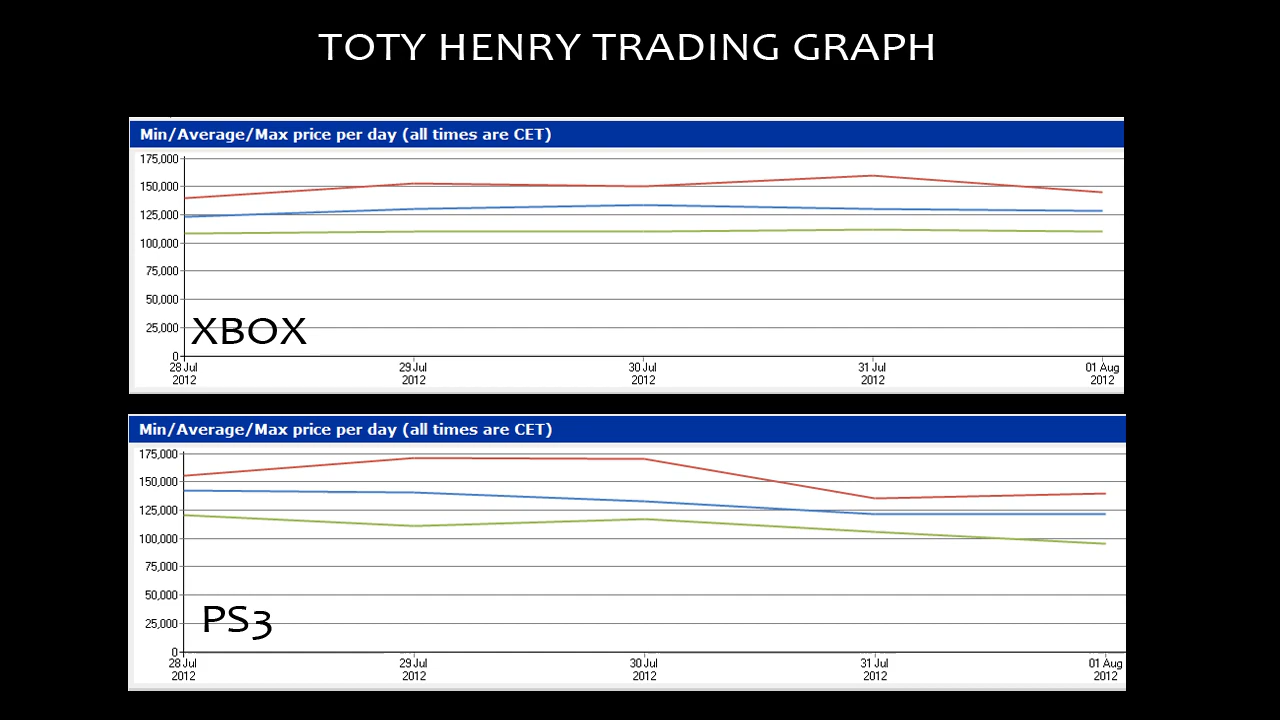 TOTY HENRY TRADING GRAPH
Min/Average/Max price per day (all times are CET)
175,000
150,000
125,000
100,000
75,000
50,000
25,000
0
XBOX
28 Jul 2012
29 Jul 2012
30 Jul 2012
31 Jul 2012
01 Aug 2012
Min/Average/Max price per day (all times are CET)
175,000
150,000
125,000
100,000
75,000
50,000
25,000
0
PS3
28 Jul 2012
29 Jul 2012
30 Jul 2012
31 Jul 2012
01 Aug 2012